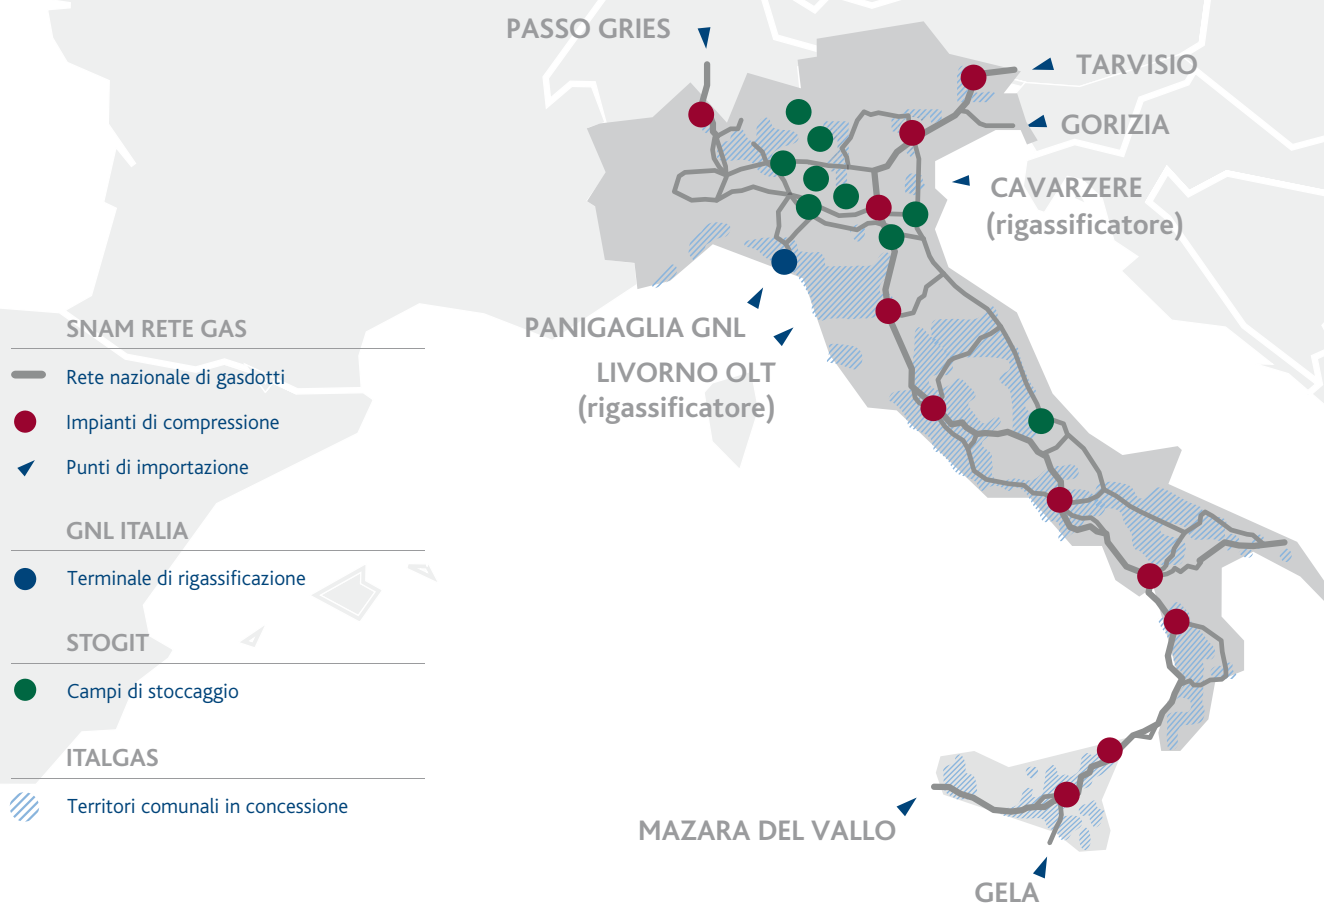 PASSO GRIES
TARVISIO
GORIZIA
CAVARZERE
(rigassificatore)
PANIGAGLIA GNL
LIVORNO OLT
(rigassificatore)
SNAM RETE GAS
Rete nazionale di gasdotti
Impianti di compressione
Punti di importazione
GNL ITALIA
Terminale di rigassificazione
STOGIT
Campi di stoccaggio
ITALGAS
Territori comunali in concessione
MAZARA DEL VALLO
GELA